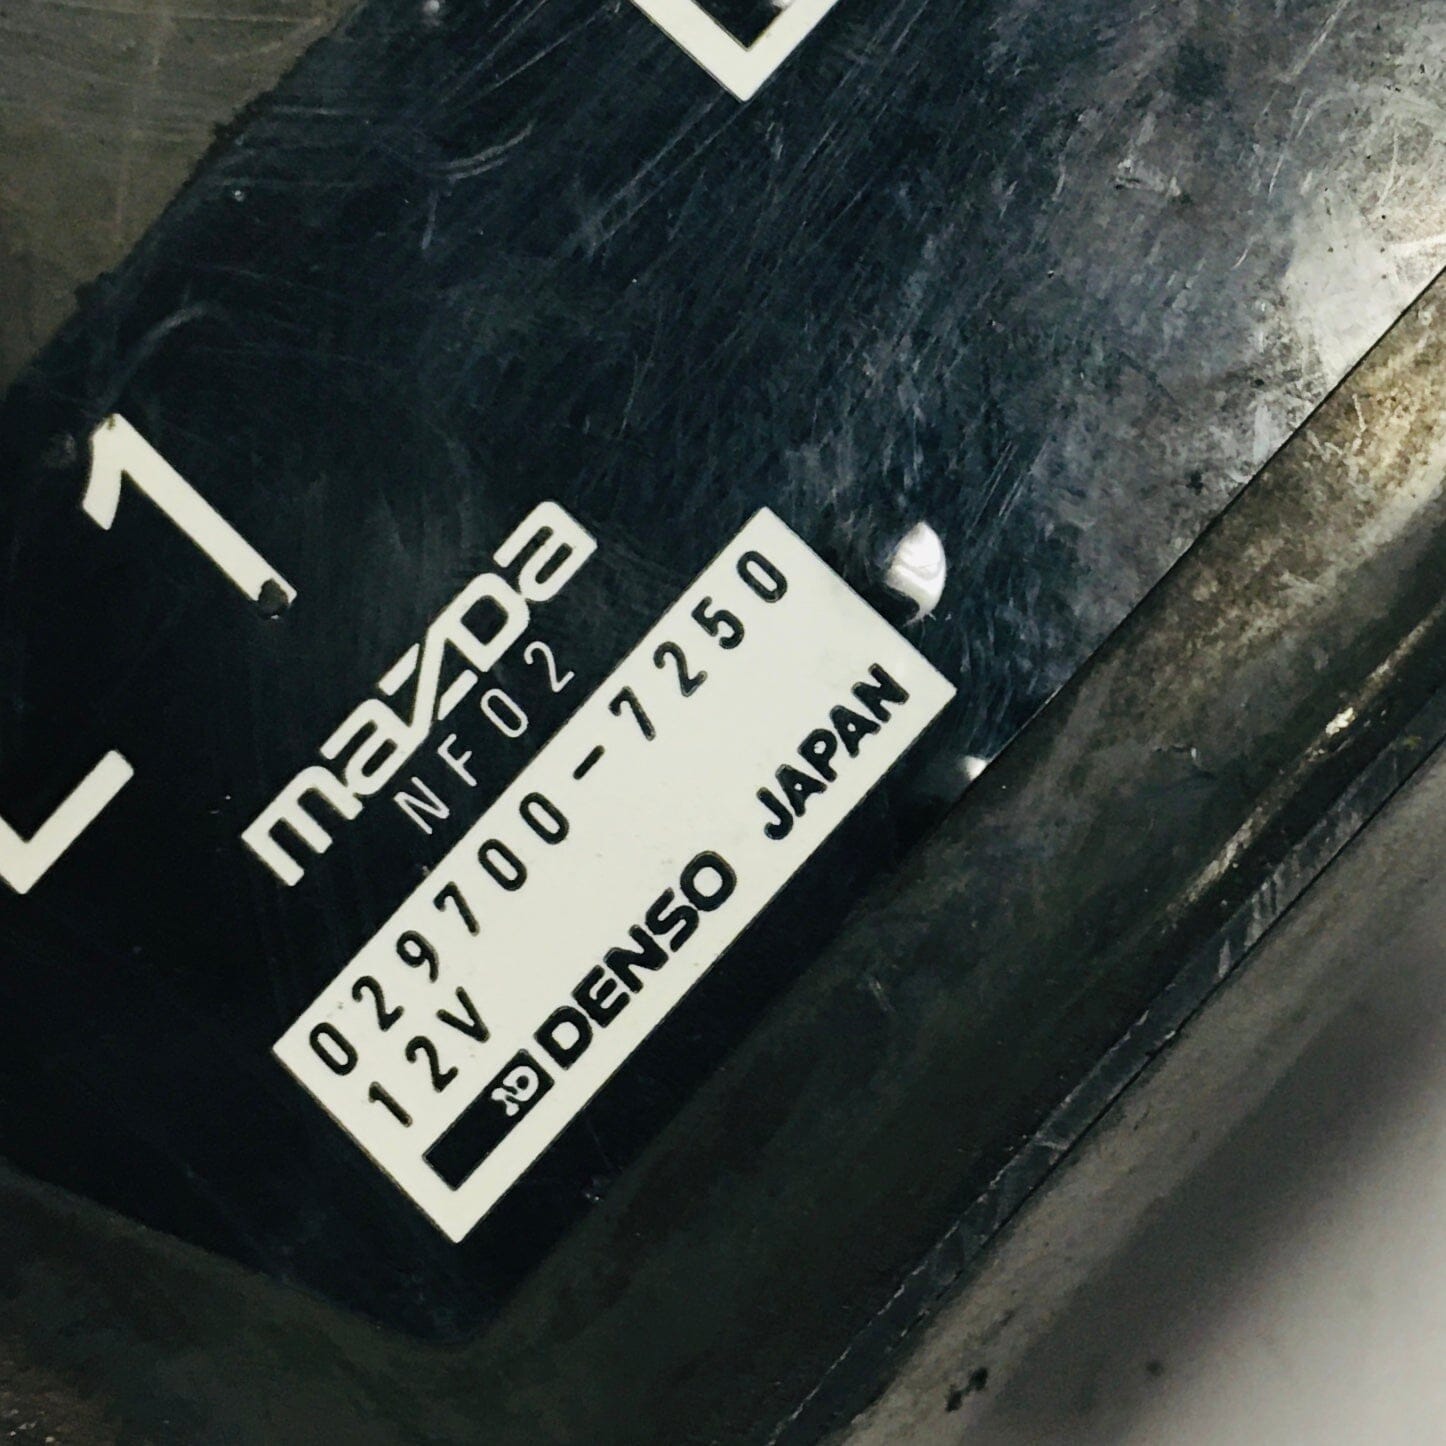 1
mazda
NF02
029700-7250
12V
DENSO JAPAN